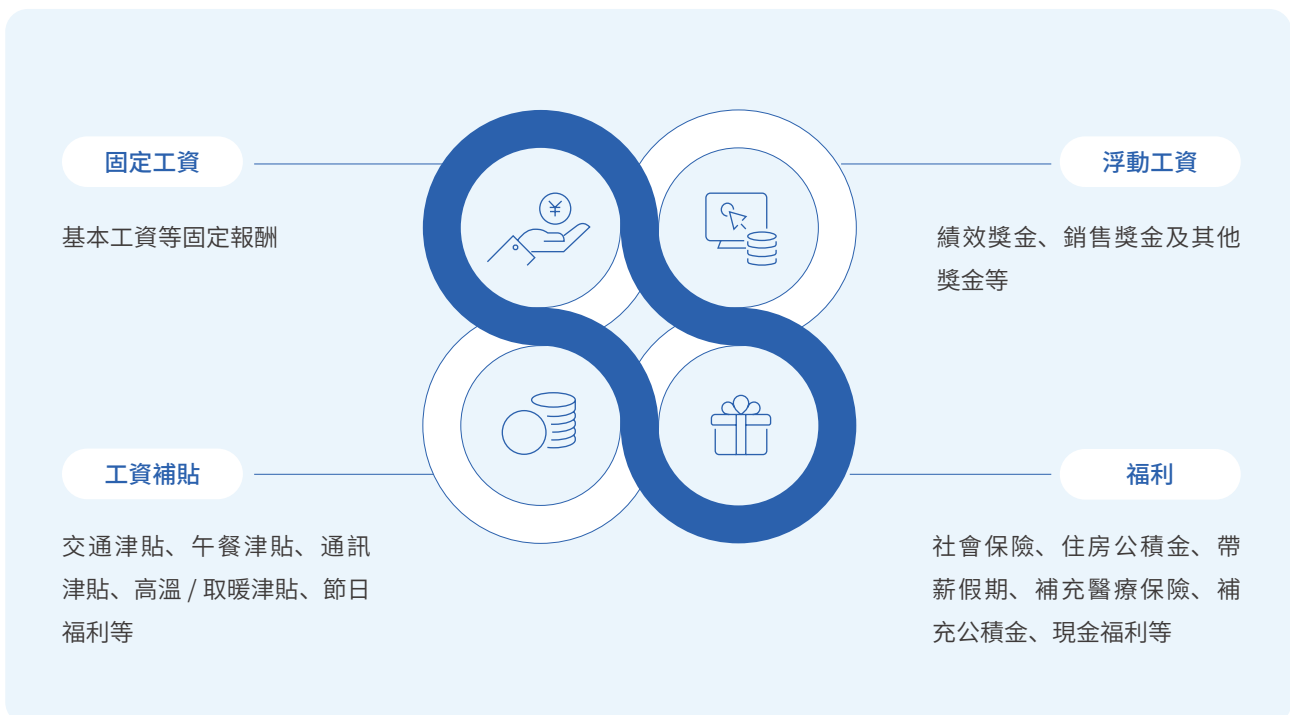 固定工資
基本工資等固定報酬
浮動工資
績效獎金、銷售獎金及其他
獎金等
工資補貼
交通津貼、午餐津貼、通訊
津貼、高溫 / 取暖津貼、節日
福利等
福利
社會保險、住房公積金、帶
薪假期、補充醫療保險、補
充公積金、現金福利等
¥